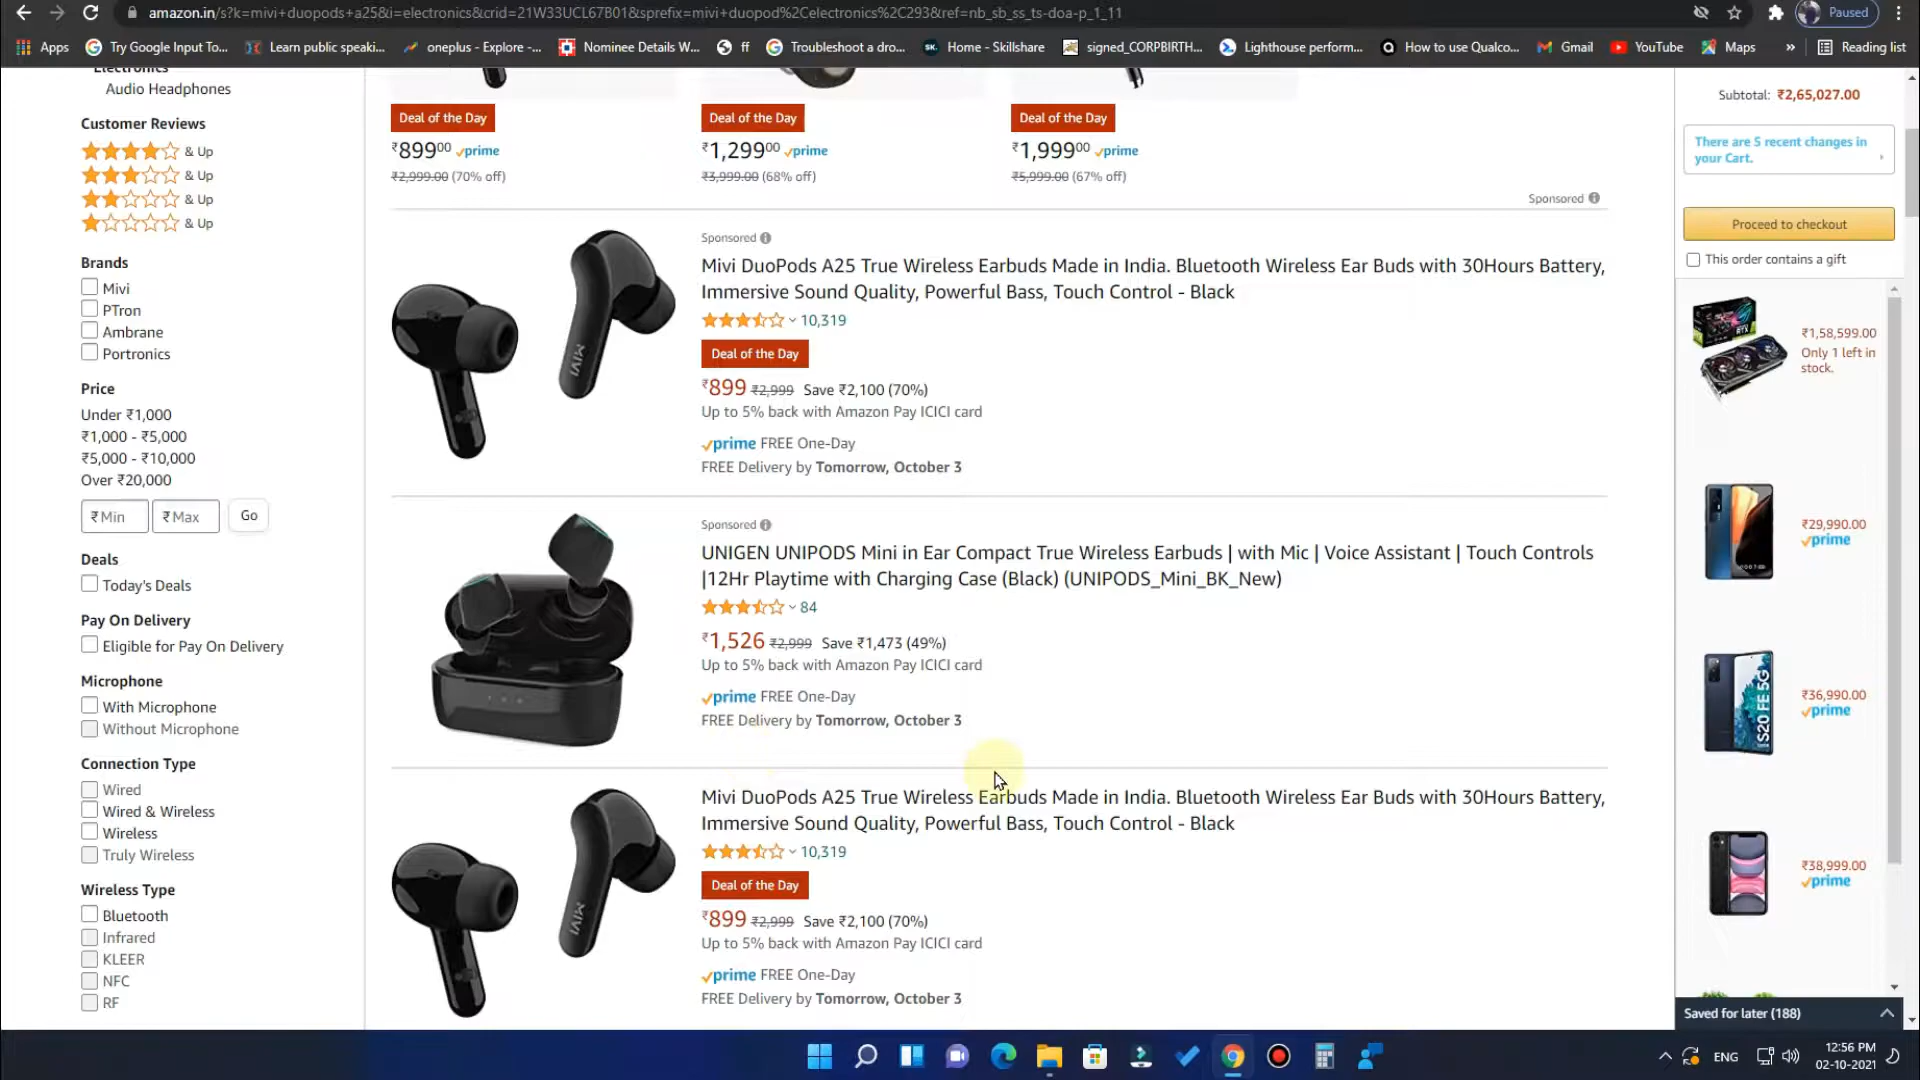 amazon.in/s?k=mivi+duopods+a25&i=electronics&crid=21W33UCL67B01&sprefix=mivi+duopod%2Celectronics%2C293&ref=nb_sb_ss_ts-doa-p_1_11
Paused
Apps
Try Google Input To...
Learn public speaki...
oneplus - Explore -...
Nominee Details W...
ff
Troubleshoot a dro...
Home - Skillshare
signed_CORPBIRTH...
Lighthouse perform...
How to use Qualco...
Gmail
YouTube
Maps
»
Reading list
Electronics
Audio Headphones
Customer Reviews
& Up
& Up
& Up
& Up
Brands
Mivi
PTron
Ambrane
Portronics
Price
Under ₹1,000
₹1,000 - ₹5,000
₹5,000 - ₹10,000
Over ₹20,000
₹ Min ₹ Max Go
Deals
Today's Deals
Pay On Delivery
Eligible for Pay On Delivery
Microphone
With Microphone
Without Microphone
Connection Type
Wired
Wired & Wireless
Wireless
Truly Wireless
Wireless Type
Bluetooth
Infrared
KLEER
NFC
RF
Deal of the Day
₹899⁰⁰ prime
₹2,999.00 (70% off)
Deal of the Day
₹1,299⁰⁰ prime
₹3,999.00 (68% off)
Deal of the Day
₹1,999⁰⁰ prime
₹5,999.00 (67% off)
Sponsored
Sponsored
Mivi DuoPods A25 True Wireless Earbuds Made in India. Bluetooth Wireless Ear Buds with 30Hours Battery,
Immersive Sound Quality, Powerful Bass, Touch Control - Black
10,319
Deal of the Day
₹899 ₹2,999 Save ₹2,100 (70%)
Up to 5% back with Amazon Pay ICICI card
prime FREE One-Day
FREE Delivery by Tomorrow, October 3
MIVI
Sponsored
UNIGEN UNIPODS Mini in Ear Compact True Wireless Earbuds | with Mic | Voice Assistant | Touch Controls
|12Hr Playtime with Charging Case (Black) (UNIPODS_Mini_BK_New)
84
₹1,526 ₹2,999 Save ₹1,473 (49%)
Up to 5% back with Amazon Pay ICICI card
prime FREE One-Day
FREE Delivery by Tomorrow, October 3
Mivi DuoPods A25 True Wireless Earbuds Made in India. Bluetooth Wireless Ear Buds with 30Hours Battery,
Immersive Sound Quality, Powerful Bass, Touch Control - Black
10,319
Deal of the Day
₹899 ₹2,999 Save ₹2,100 (70%)
Up to 5% back with Amazon Pay ICICI card
prime FREE One-Day
FREE Delivery by Tomorrow, October 3
MIVI
Subtotal: ₹2,65,027.00
There are 5 recent changes in
your Cart.
Proceed to checkout
This order contains a gift
₹1,58,599.00
Only 1 left in
stock.
₹29,990.00
prime
S20 FE 5G
₹36,990.00
prime
₹38,999.00
prime
Saved for later (188)
ENG
12:56 PM
02-10-2021